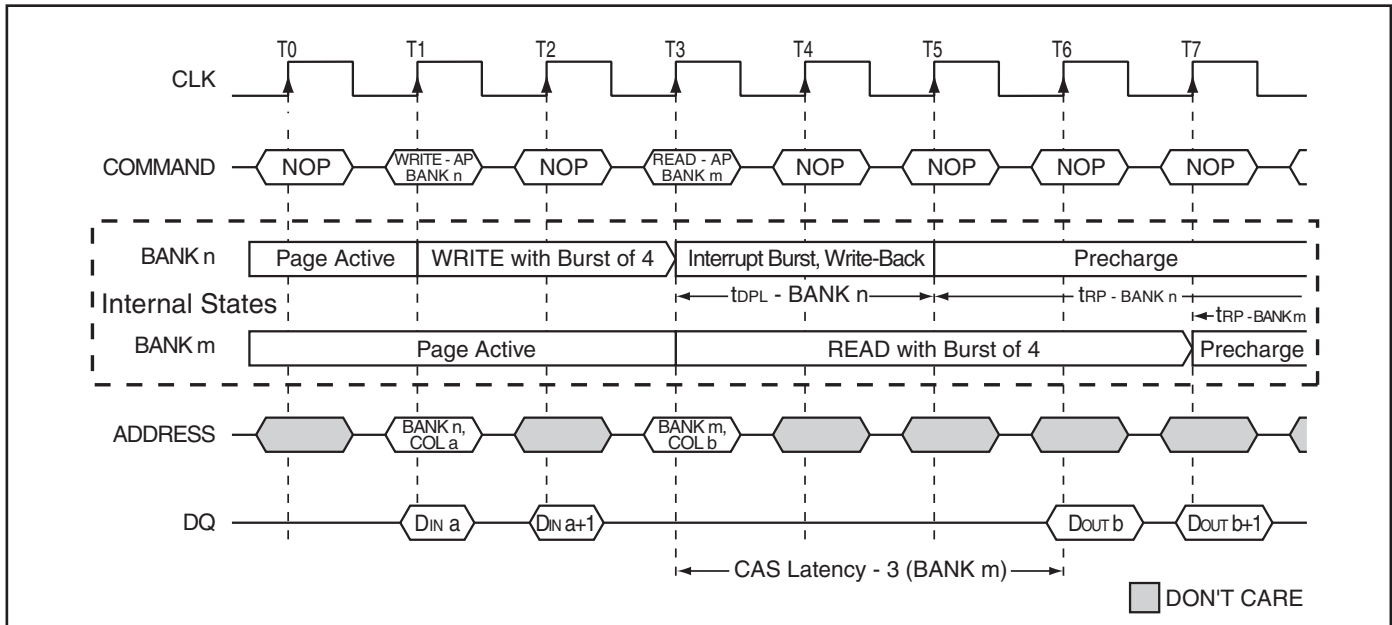 T0 T1 T2 T3 T4 T5 T6 T7
CLK
COMMAND NOP WRITE - AP BANK n NOP READ - AP BANK m NOP NOP NOP NOP
BANK n Page Active WRITE with Burst of 4 Interrupt Burst, Write-Back Precharge
tDPL - BANK n tRP - BANK n
Internal States
tRP - BANK m
BANK m Page Active READ with Burst of 4 Precharge
ADDRESS BANK n, COL a BANK m, COL b
DQ DIN a DIN a+1 DOUT b DOUT b+1
CAS Latency - 3 (BANK m)
DON'T CARE